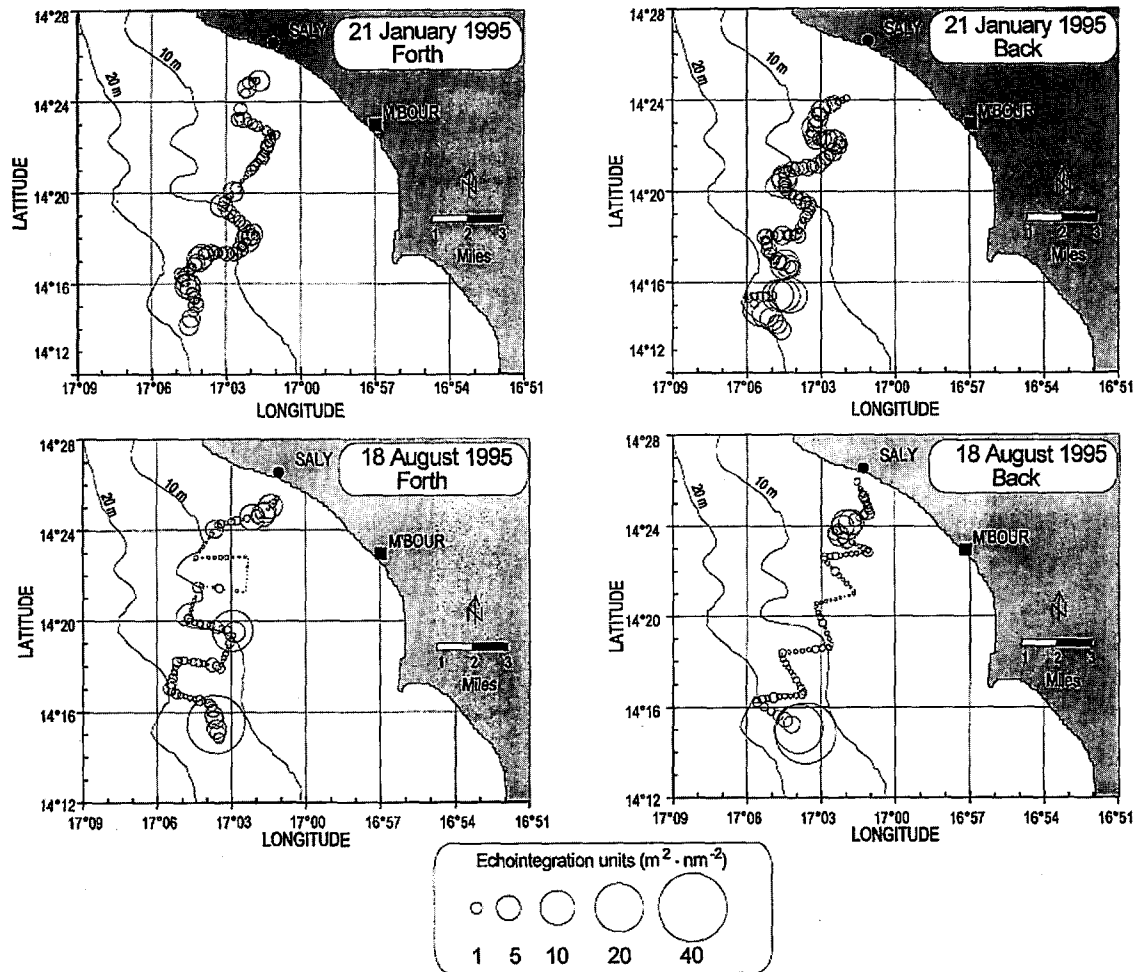 14°28
14°24
14°20
14°16
14°12
LATITUDE
20 m
10 m
SALY
21 January 1995
Forth
M'BOUR
N
1 2 3
Miles
17°09 17°06 17°03 17°00 16°57 16°54 16°51
LONGITUDE
14°28
14°24
14°20
14°16
14°12
LATITUDE
20 m
10 m
SALY
21 January 1995
Back
M'BOUR
N
1 2 3
Miles
17°09 17°06 17°03 17°00 16°57 16°54 16°51
LONGITUDE
14°28
14°24
14°20
14°16
14°12
LATITUDE
20 m
10 m
SALY
18 August 1995
Forth
M'BOUR
N
1 2 3
Miles
17°09 17°06 17°03 17°00 16°57 16°54 16°51
LONGITUDE
14°28
14°24
14°20
14°16
14°12
LATITUDE
20 m
10 m
SALY
18 August 1995
Back
M'BOUR
N
1 2 3
Miles
17°09 17°06 17°03 17°00 16°57 16°54 16°51
LONGITUDE
Echointegration units (m² · nm⁻²)
1 5 10 20 40